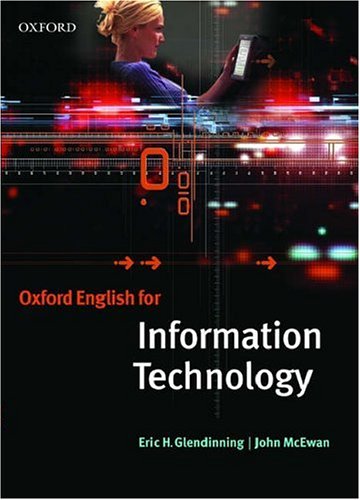 OXFORD
Oxford English for
Information
Technology
Eric H. Glendinning | John McEwan